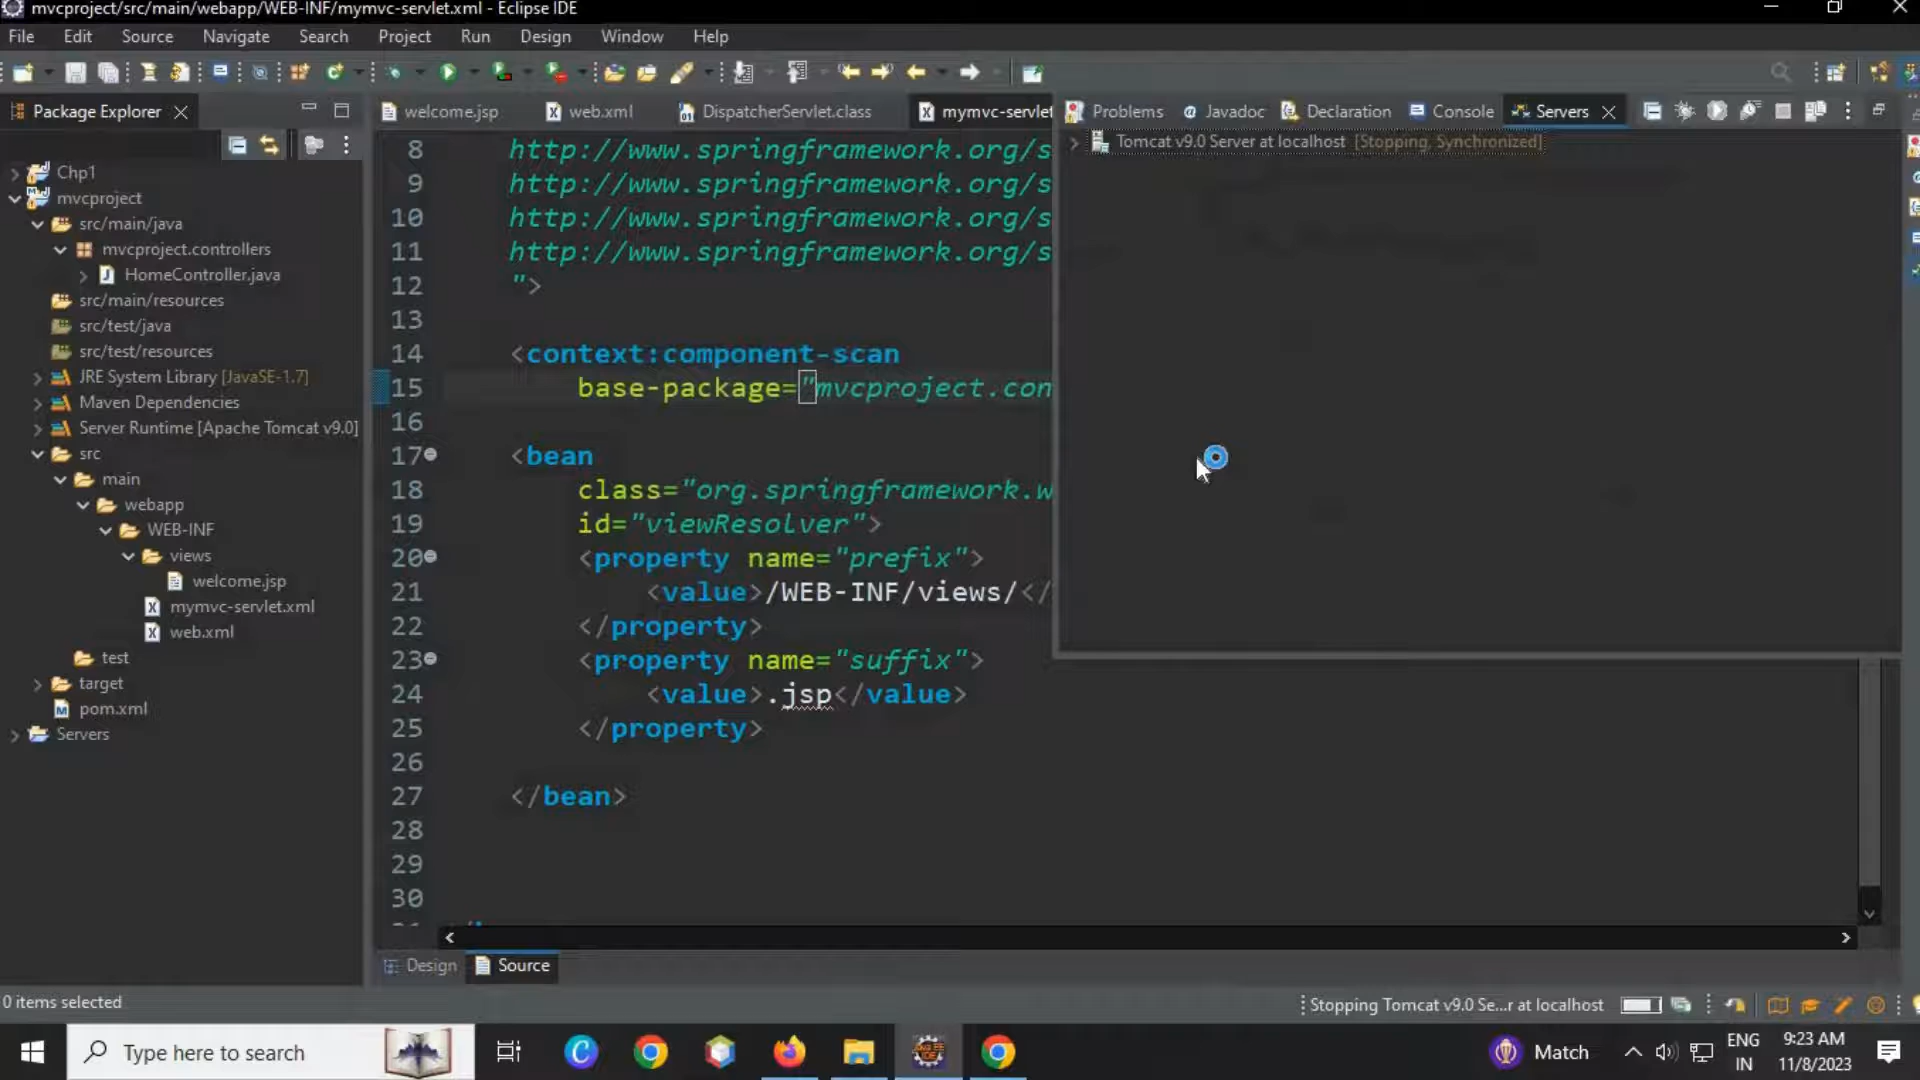 mvcproject/src/main/webapp/WEB-INF/mymvc-servlet.xml - Eclipse IDE
File Edit Source Navigate Search Project Run Design Window Help
Package Explorer
welcome.jsp web.xml DispatcherServlet.class mymvc-servlet
Problems @ Javadoc Declaration Console Servers
Tomcat v9.0 Server at localhost [Stopping, Synchronized]
Chp1
mvcproject
src/main/java
mvcproject.controllers
HomeController.java
src/main/resources
src/test/java
src/test/resources
JRE System Library [JavaSE-1.7]
Maven Dependencies
Server Runtime [Apache Tomcat v9.0]
src
main
webapp
WEB-INF
views
welcome.jsp
mymvc-servlet.xml
web.xml
test
target
pom.xml
Servers
8 http://www.springframework.org/s
9 http://www.springframework.org/s
10 http://www.springframework.org/s
11 http://www.springframework.org/s
12 ">
13
14 <context:component-scan
15 base-package="mvcproject.con
16
17 <bean
18 class="org.springframework.w
19 id="viewResolver">
20 <property name="prefix">
21 <value>/WEB-INF/views/</
22 </property>
23 <property name="suffix">
24 <value>.jsp</value>
25 </property>
26
27 </bean>
28
29
30
Design Source
0 items selected
Stopping Tomcat v9.0 Se...r at localhost
Type here to search
Match
ENG
IN
9:23 AM
11/8/2023